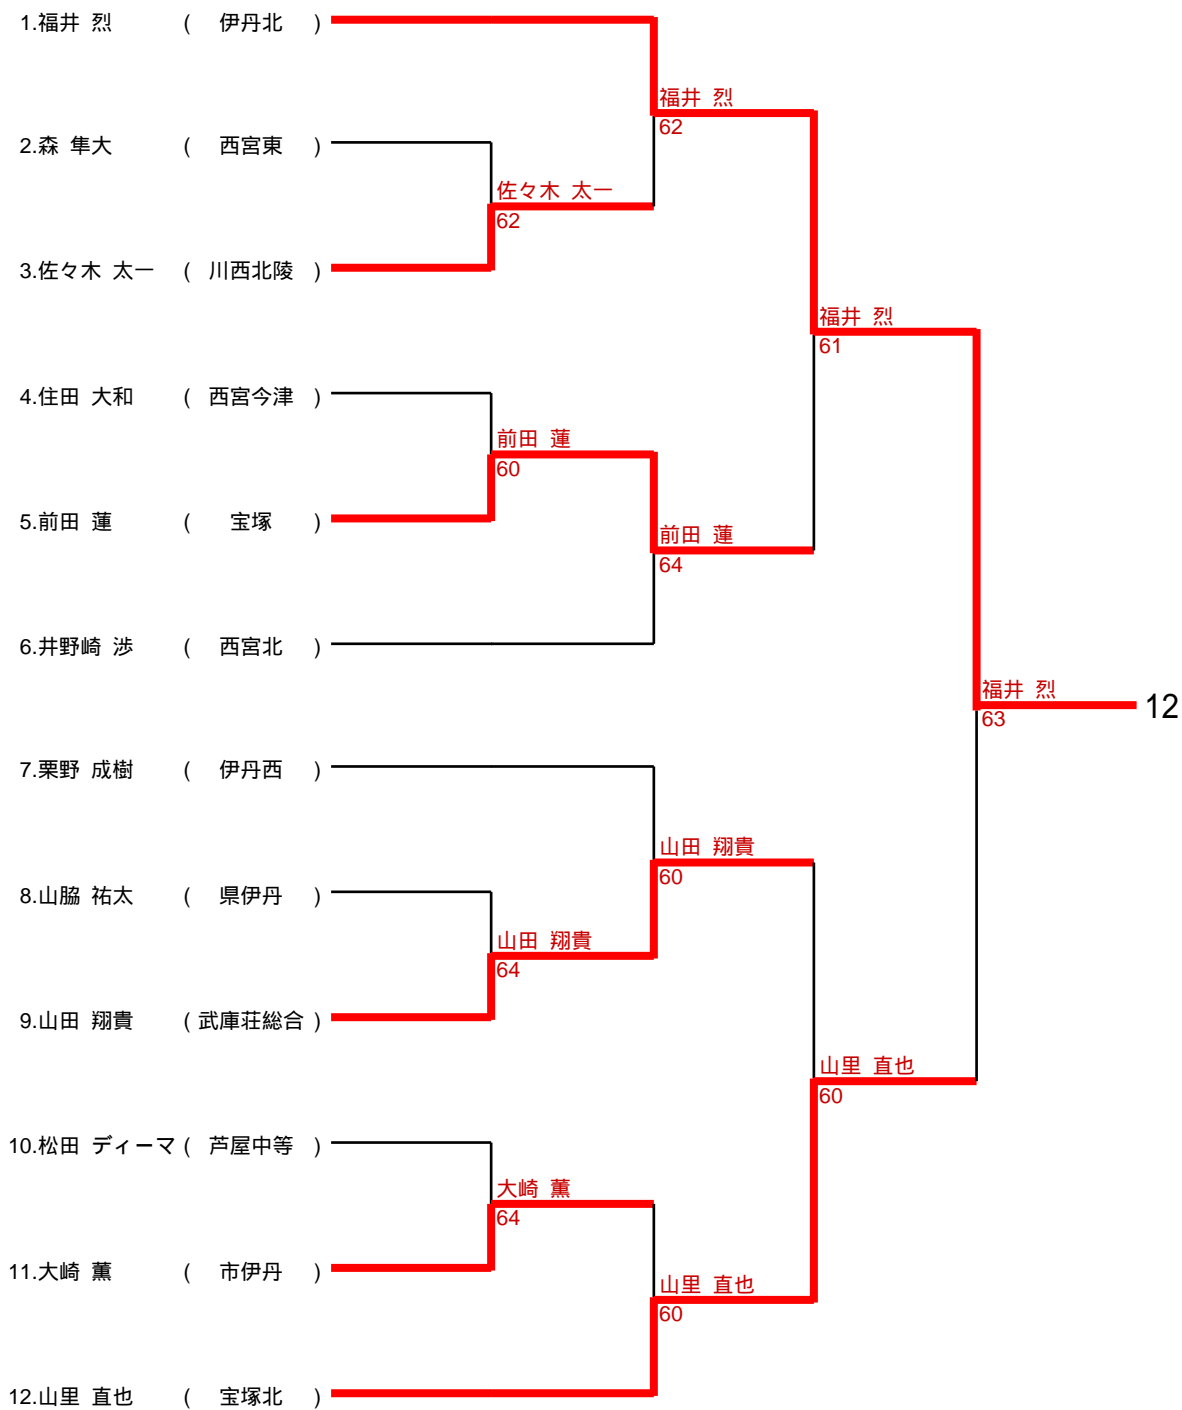 1.福井 烈 ( 伊丹北 )
福井 烈
62
2.森 隼大 ( 西宮東 )
佐々木 太一
62
3.佐々木 太一 ( 川西北陵 )
福井 烈
61
4.住田 大和 ( 西宮今津 )
前田 蓮
60
5.前田 蓮 ( 宝塚 )
前田 蓮
64
6.井野崎 渉 ( 西宮北 )
福井 烈
63
12
7.栗野 成樹 ( 伊丹西 )
山田 翔貴
60
8.山脇 祐太 ( 県伊丹 )
山田 翔貴
64
9.山田 翔貴 ( 武庫荘総合 )
山里 直也
60
10.松田 ディーマ ( 芦屋中等 )
大崎 薫
64
11.大崎 薫 ( 市伊丹 )
山里 直也
60
12.山里 直也 ( 宝塚北 )